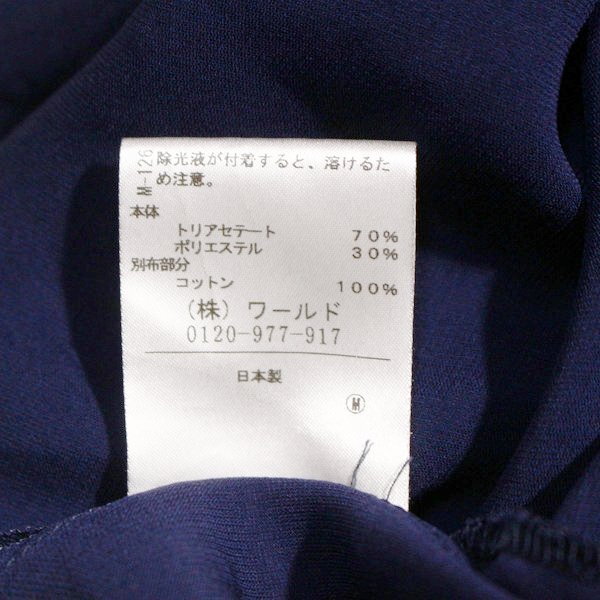 除光液が付着すると、溶けるた
め注意。
本体
トリアセテート 70%
ポリエステル 30%
別布部分
コットン 100%
(株)ワールド
0120-977-917
日本製
M-126